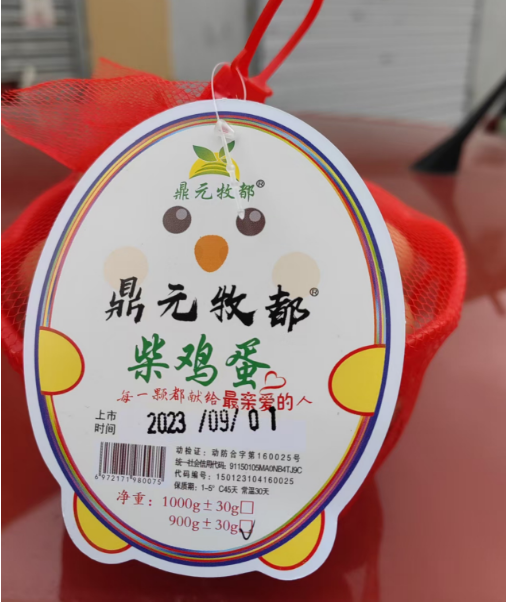 鼎元牧都®
鼎元牧都®
柴鸡蛋
每一颗都献给最亲爱的人
上市时间 2023/09/01
动检证:动防合字第160025号
统一社会信用代码:91150105MA0NB4TJ9C
代码编号:150123104160025
保质期:1-5° C45天 常温30天
6972171980075
净重:1000g±30g□
900g±30g□